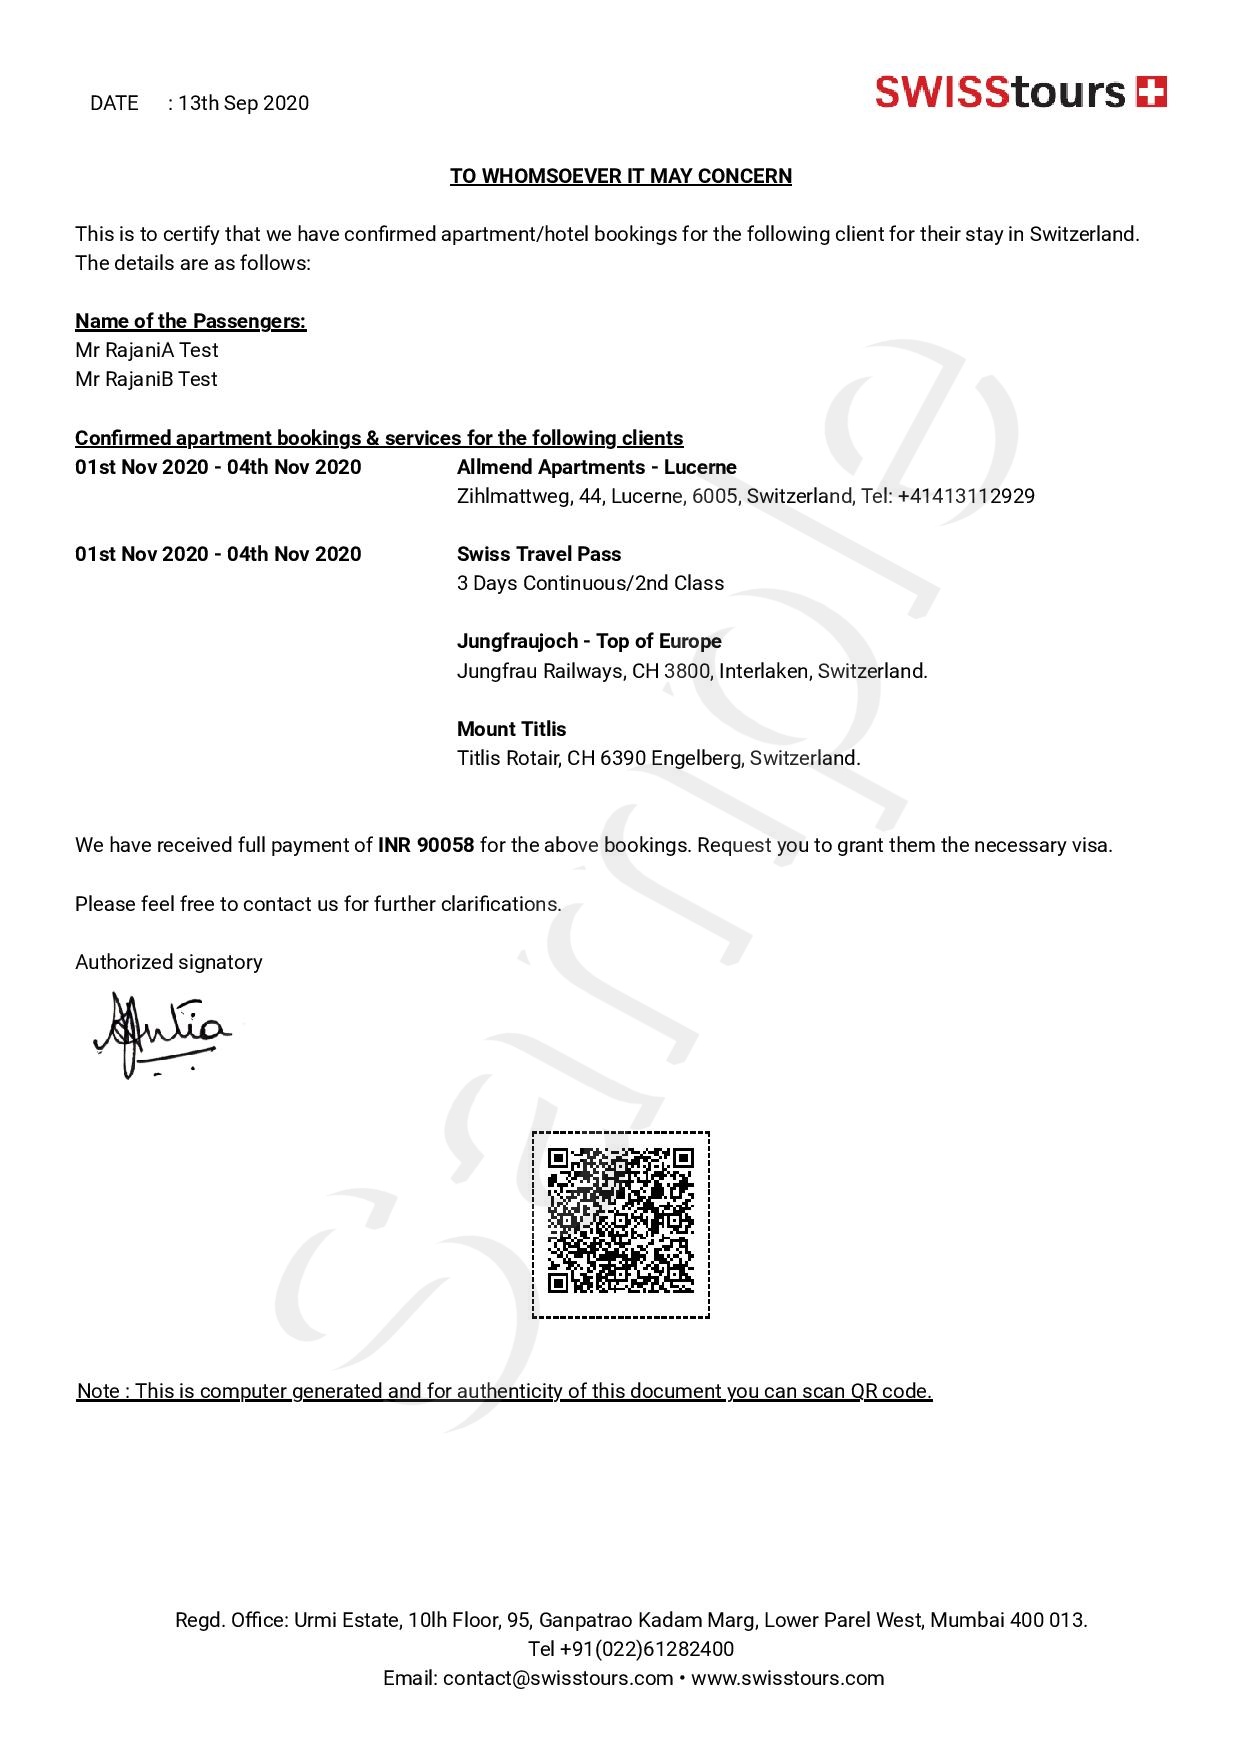 DATE : 13th Sep 2020
SWISStours
TO WHOMSOEVER IT MAY CONCERN
This is to certify that we have confirmed apartment/hotel bookings for the following client for their stay in Switzerland.
The details are as follows:
Name of the Passengers:
Mr RajaniA Test
Mr RajaniB Test
Confirmed apartment bookings & services for the following clients
01st Nov 2020 - 04th Nov 2020 Allmend Apartments - Lucerne
Zihlmattweg, 44, Lucerne, 6005, Switzerland, Tel: +41413112929
01st Nov 2020 - 04th Nov 2020 Swiss Travel Pass
3 Days Continuous/2nd Class
Jungfraujoch - Top of Europe
Jungfrau Railways, CH 3800, Interlaken, Switzerland.
Mount Titlis
Titlis Rotair, CH 6390 Engelberg, Switzerland.
We have received full payment of INR 90058 for the above bookings. Request you to grant them the necessary visa.
Please feel free to contact us for further clarifications.
Authorized signatory
Sample
Note : This is computer generated and for authenticity of this document you can scan QR code.
Regd. Office: Urmi Estate, 10lh Floor, 95, Ganpatrao Kadam Marg, Lower Parel West, Mumbai 400 013.
Tel +91(022)61282400
Email: contact@swisstours.com • www.swisstours.com